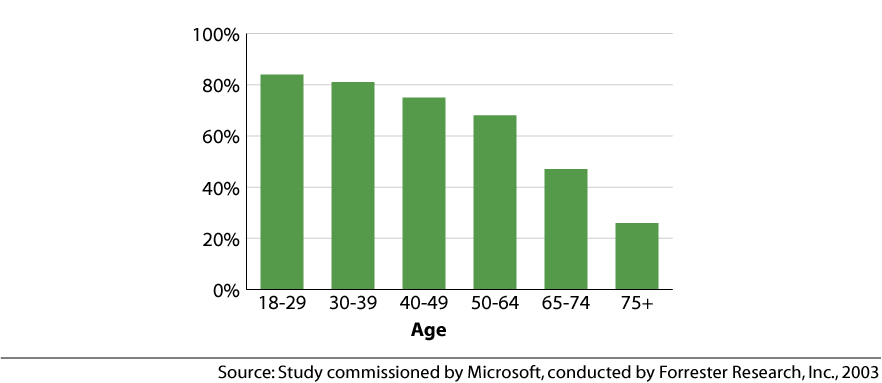 100%
80%
60%
40%
20%
0%
18-29 30-39 40-49 50-64 65-74 75+
Age
Source: Study commissioned by Microsoft, conducted by Forrester Research, Inc., 2003